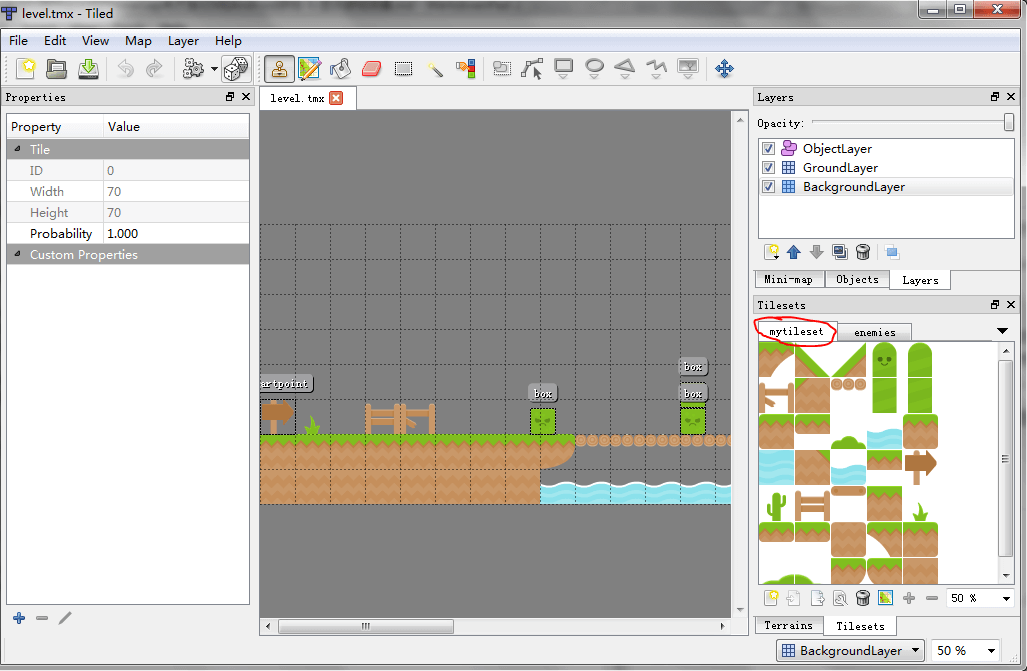 level.tmx - Tiled
File Edit View Map Layer Help
Properties
Property Value
Tile
ID 0
Width 70
Height 70
Probability 1.000
Custom Properties
level.tmx
artpoint
box
box
box
Layers
Opacity:
ObjectLayer
GroundLayer
BackgroundLayer
Mini-map Objects Layers
Tilesets
mytileset enemies
50 %
Terrains Tilesets
BackgroundLayer 50 %